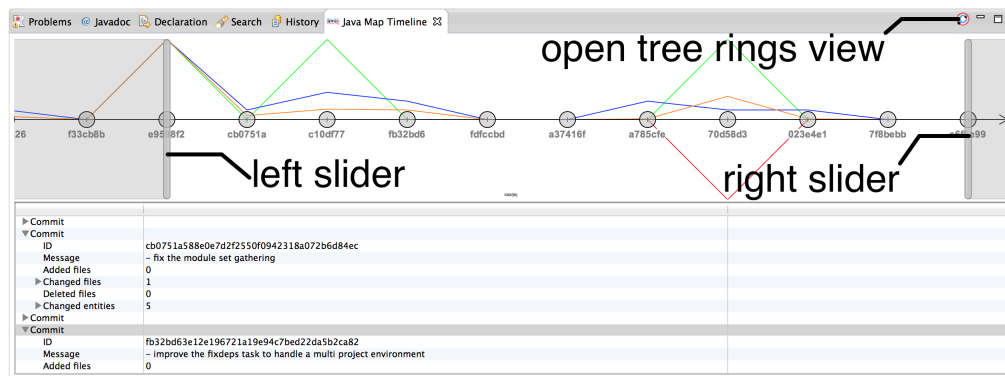 Problems @ Javadoc Declaration Search History Java Map Timeline
open tree rings view
26 f33cb8b cb0751a c10df77 fb32bd6 fdfccbd a37416f a785cfe 70d58d3 023e4e1 7f8bebb
left slider
right slider
Commit
Commit
ID cb0751a588e0e7d2f2550f0942318a072b6d84ec
Message - fix the module set gathering
Added files 0
Changed files 1
Deleted files 0
Changed entities 5
Commit
Commit
ID fb32bd63e12e196721a19e94c7bed22da5b2ca82
Message - improve the fixdeps task to handle a multi project environment
Added files 0